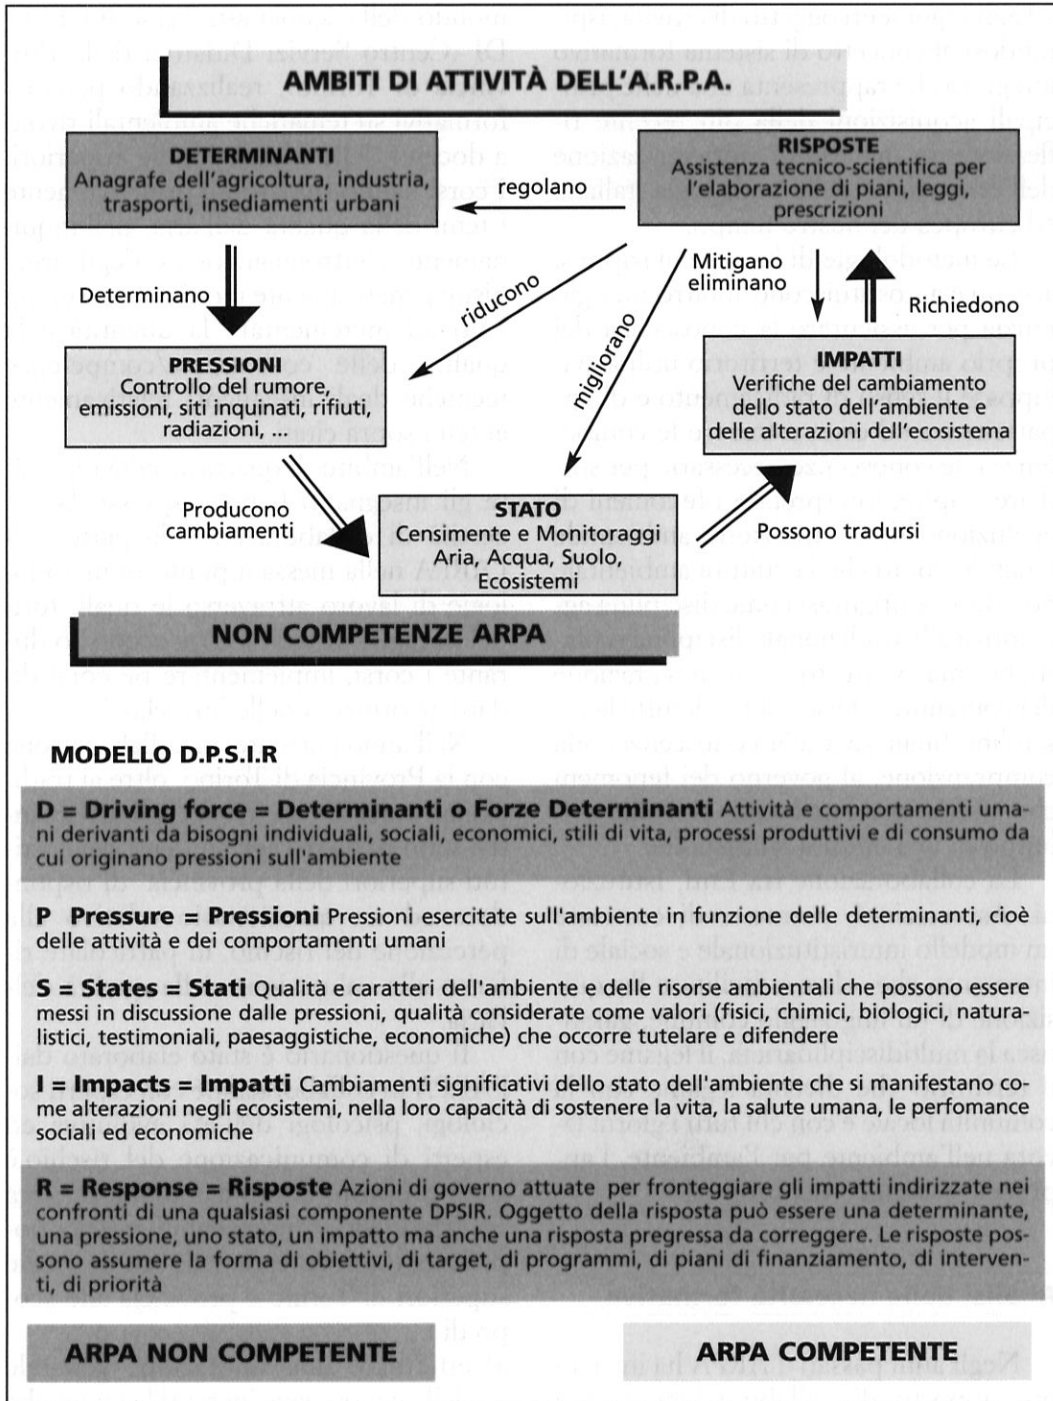 AMBITI DI ATTIVITÀ DELL'A.R.P.A.
DETERMINANTI
Anagrafe dell'agricoltura, industria,
trasporti, insediamenti urbani
regolano
RISPOSTE
Assistenza tecnico-scientifica per
l'elaborazione di piani, leggi,
prescrizioni
Determinano
riducono
migliorano
Mitigano
eliminano
Richiedono
PRESSIONI
Controllo del rumore,
emissioni, siti inquinati, rifiuti,
radiazioni, ...
IMPATTI
Verifiche del cambiamento
dello stato dell'ambiente e
delle alterazioni dell'ecosistema
Producono
cambiamenti
STATO
Censimente e Monitoraggi
Aria, Acqua, Suolo,
Ecosistemi
Possono tradursi
NON COMPETENZE ARPA
MODELLO D.P.S.I.R
D = Driving force = Determinanti o Forze Determinanti Attività e comportamenti uma-
ni derivanti da bisogni individuali, sociali, economici, stili di vita, processi produttivi e di consumo da
cui originano pressioni sull'ambiente
P Pressure = Pressioni Pressioni esercitate sull'ambiente in funzione delle determinanti, cioè
delle attività e dei comportamenti umani
S = States = Stati Qualità e caratteri dell'ambiente e delle risorse ambientali che possono essere
messi in discussione dalle pressioni, qualità considerate come valori (fisici, chimici, biologici, natura-
listici, testimoniali, paesaggistiche, economiche) che occorre tutelare e difendere
I = Impacts = Impatti Cambiamenti significativi dello stato dell'ambiente che si manifestano co-
me alterazioni negli ecosistemi, nella loro capacità di sostenere la vita, la salute umana, le perfomance
sociali ed economiche
R = Response = Risposte Azioni di governo attuate per fronteggiare gli impatti indirizzate nei
confronti di una qualsiasi componente DPSIR. Oggetto della risposta può essere una determinante,
una pressione, uno stato, un impatto ma anche una risposta pregressa da correggere. Le risposte pos-
sono assumere la forma di obiettivi, di target, di programmi, di piani di finanziamento, di interven-
ti, di priorità
ARPA NON COMPETENTE
ARPA COMPETENTE